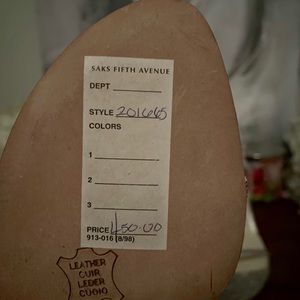 SAKS FIFTH AVENUE
DEPT
STYLE 201665
COLORS
1
2
3
PRICE 150.00
913-016 (8/98)
LEATHER
CUIR
LEDER
CUOIO